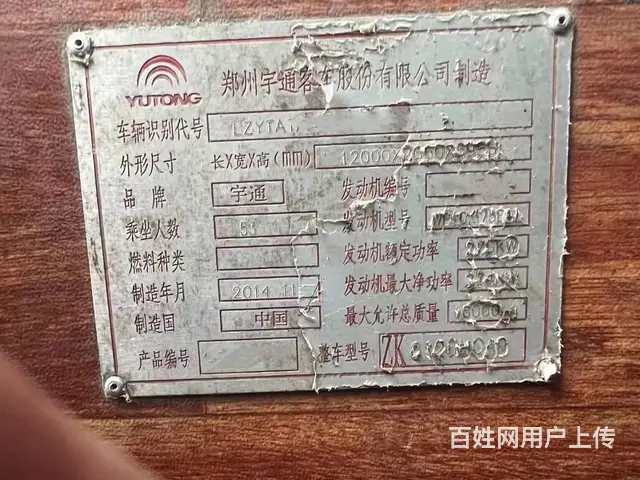 YUTONG
郑州宇通客车股份有限公司制造
车辆识别代号 LZYTA
外形尺寸 长X宽X高(mm)
品牌 宇通 发动机编号
乘坐人数 53 发动机型号
燃料种类 发动机额定功率
制造年月 2014 11 发动机最大净功率
制造国 中国 最大允许总质量
产品编号 整车型号 ZK
百姓网用户上传